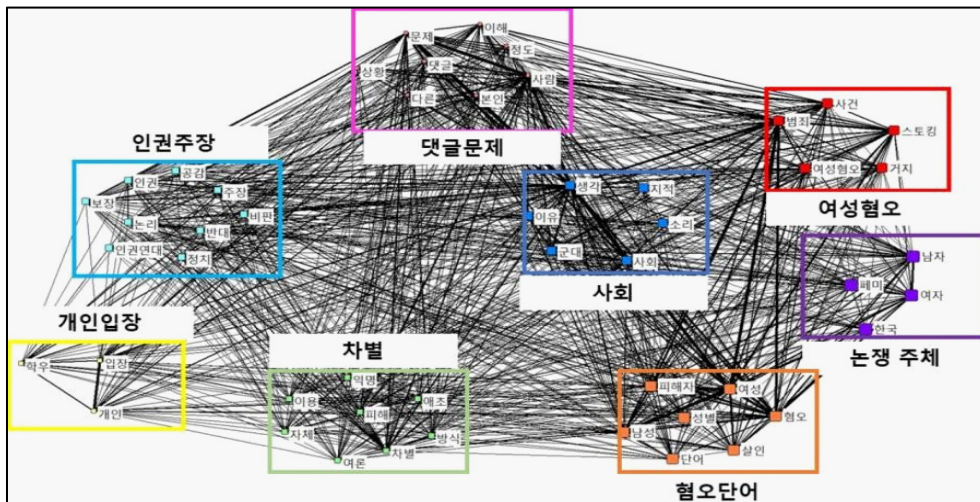 문제
이해
정도
상황
댓글
사람
다른
본인
댓글문제
사건
범죄
스토킹
여성혐오
거지
여성혐오
인권주장
공감
인권
주장
보장
비판
논리
반대
인권연대
정치
생각
지적
이유
소리
군대
사회
사회
남자
페미
여자
한국
논쟁 주체
개인입장
학우
입장
개인
차별
익명
이용
피해
애조
자체
방식
차별
여론
피해자
여성
성별
혐오
남성
살인
단어
혐오단어